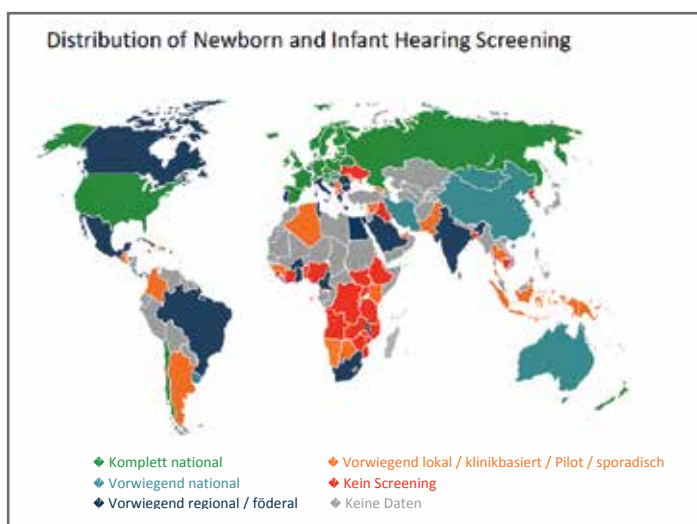 Distribution of Newborn and Infant Hearing Screening
� Komplett national
� Vorwiegend national
� Vorwiegend regional / föderal
� Vorwiegend lokal / klinikbasiert / Pilot / sporadisch
� Kein Screening
� Keine Daten